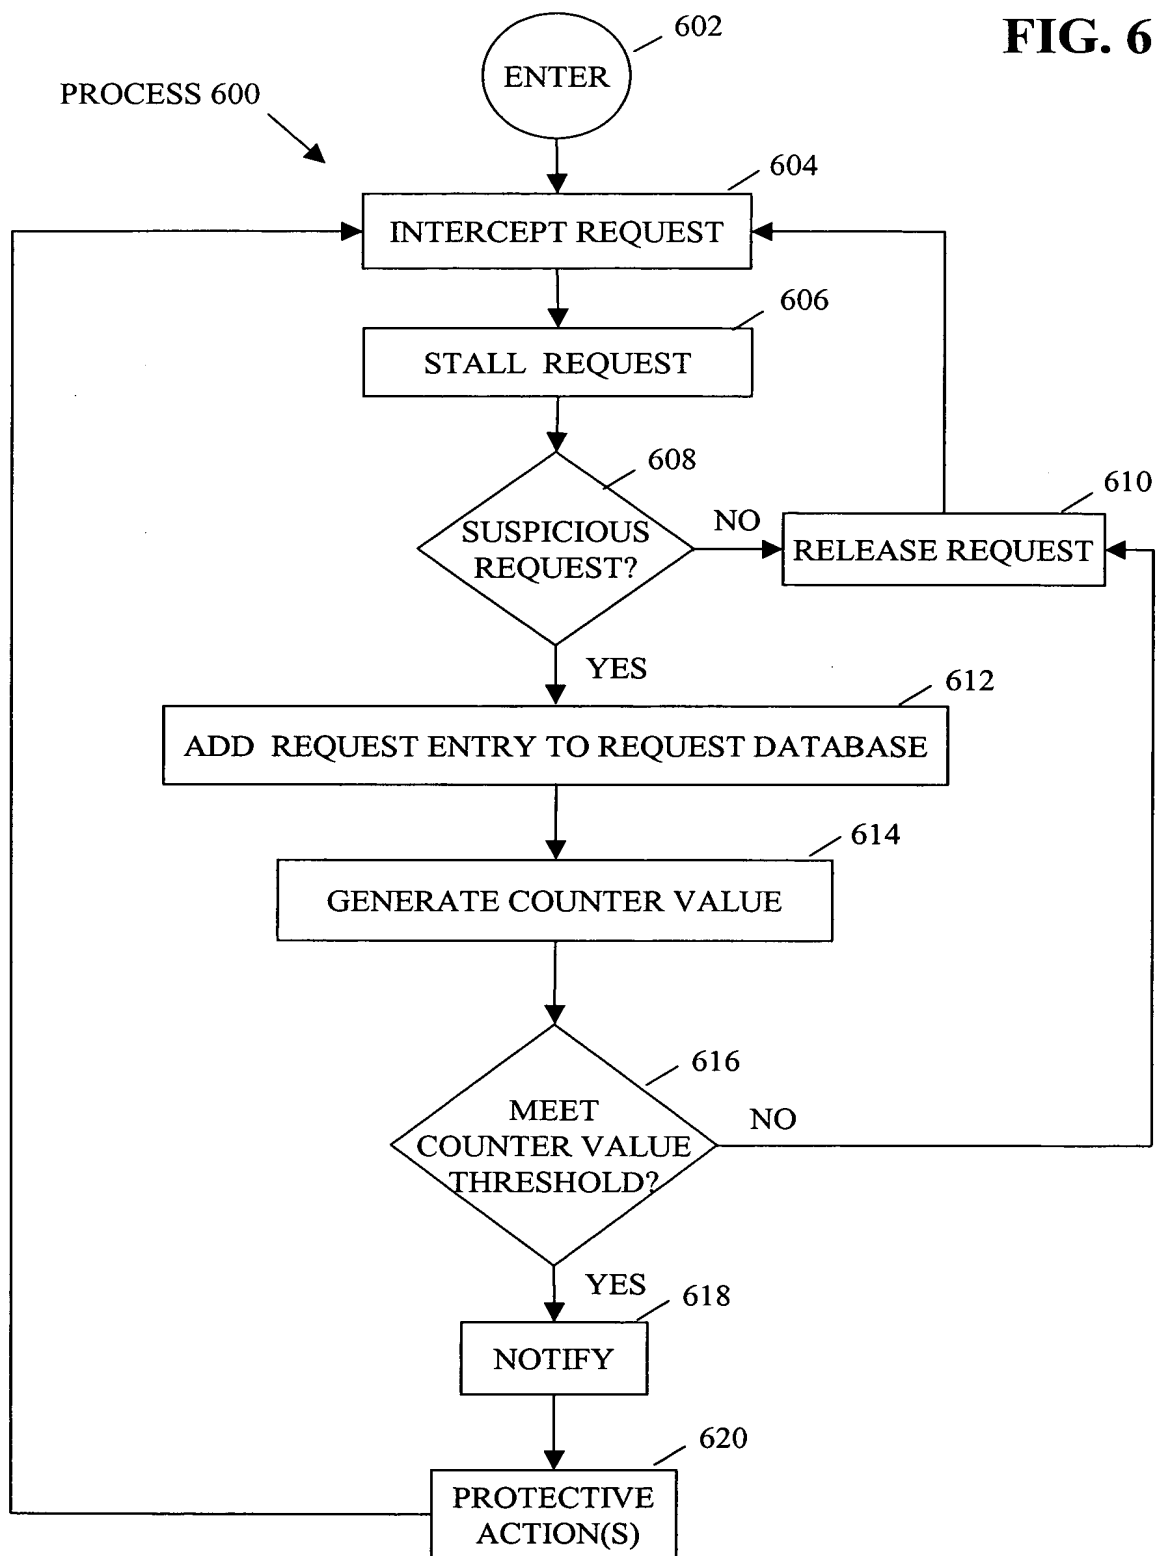 FIG. 6
602
ENTER
PROCESS 600
604
INTERCEPT REQUEST
606
STALL REQUEST
608
610
SUSPICIOUS
REQUEST?
NO
RELEASE REQUEST
YES
612
ADD REQUEST ENTRY TO REQUEST DATABASE
614
GENERATE COUNTER VALUE
616
MEET
COUNTER VALUE
THRESHOLD?
NO
YES
618
NOTIFY
620
PROTECTIVE
ACTION(S)